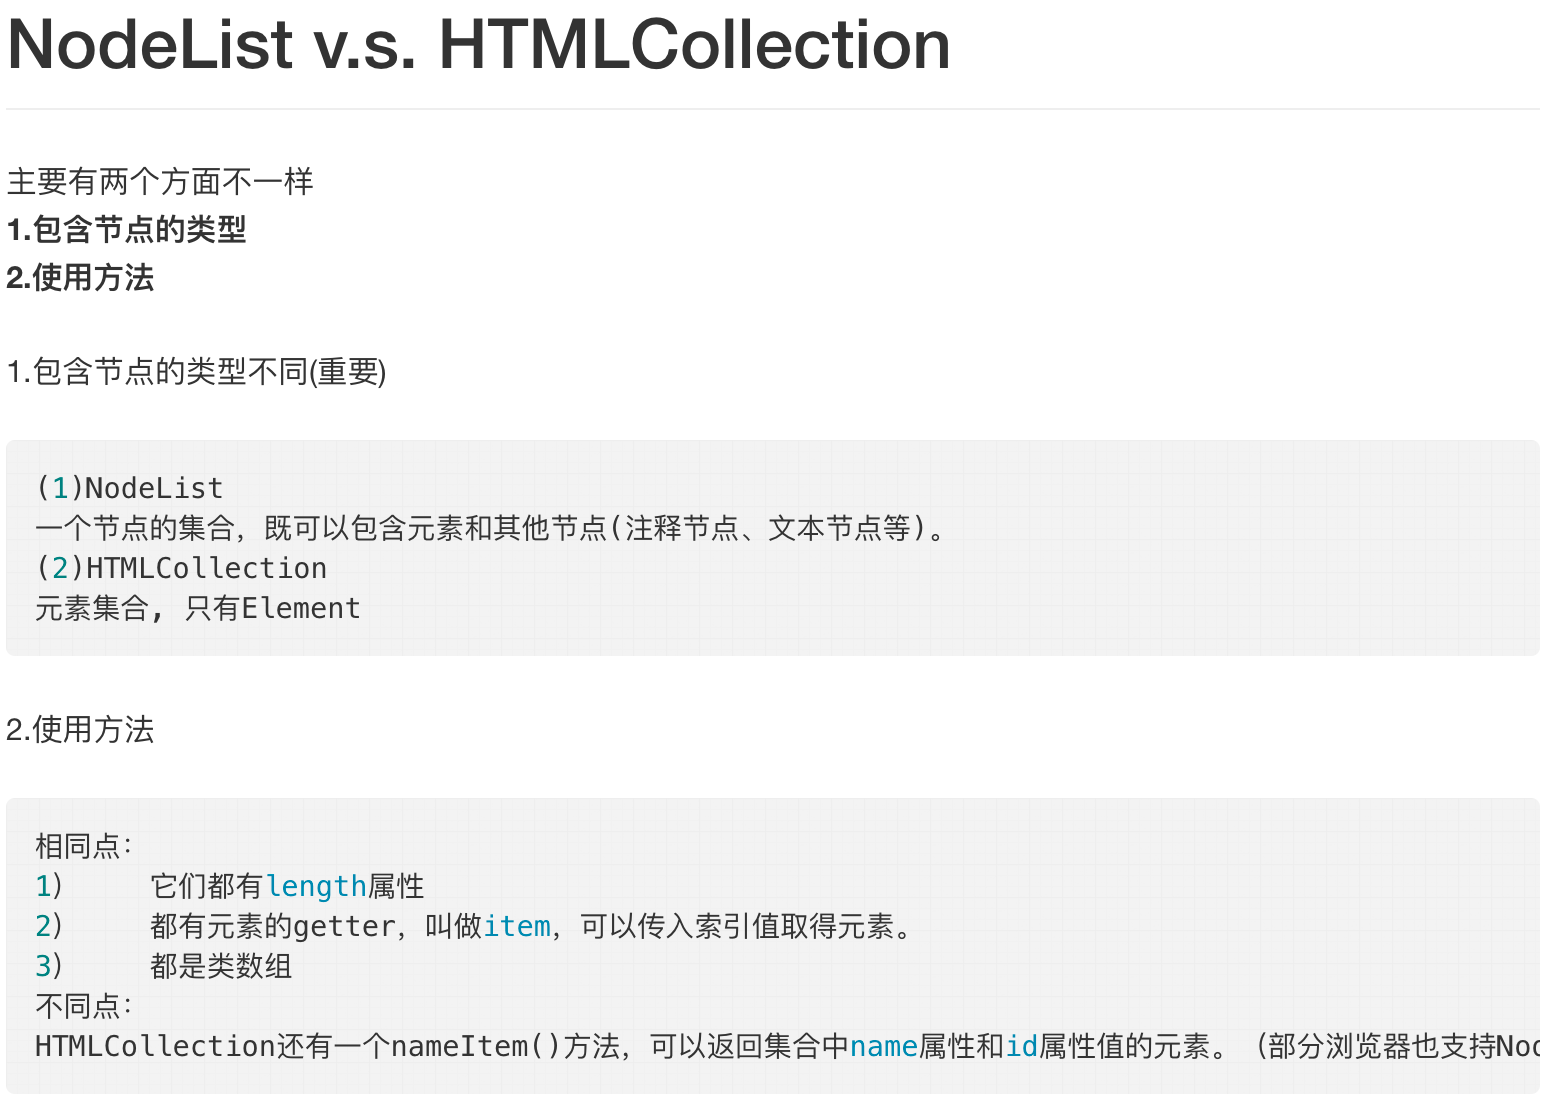 NodeList v.s. HTMLCollection
主要有两个方面不一样
1.包含节点的类型
2.使用方法
1.包含节点的类型不同(重要)
(1)NodeList
一个节点的集合，既可以包含元素和其他节点(注释节点、文本节点等)。
(2)HTMLCollection
元素集合, 只有Element
2.使用方法
相同点：
1)     它们都有length属性
2)     都有元素的getter，叫做item，可以传入索引值取得元素。
3)     都是类数组
不同点：
HTMLCollection还有一个nameItem()方法，可以返回集合中name属性和id属性值的元素。（部分浏览器也支持